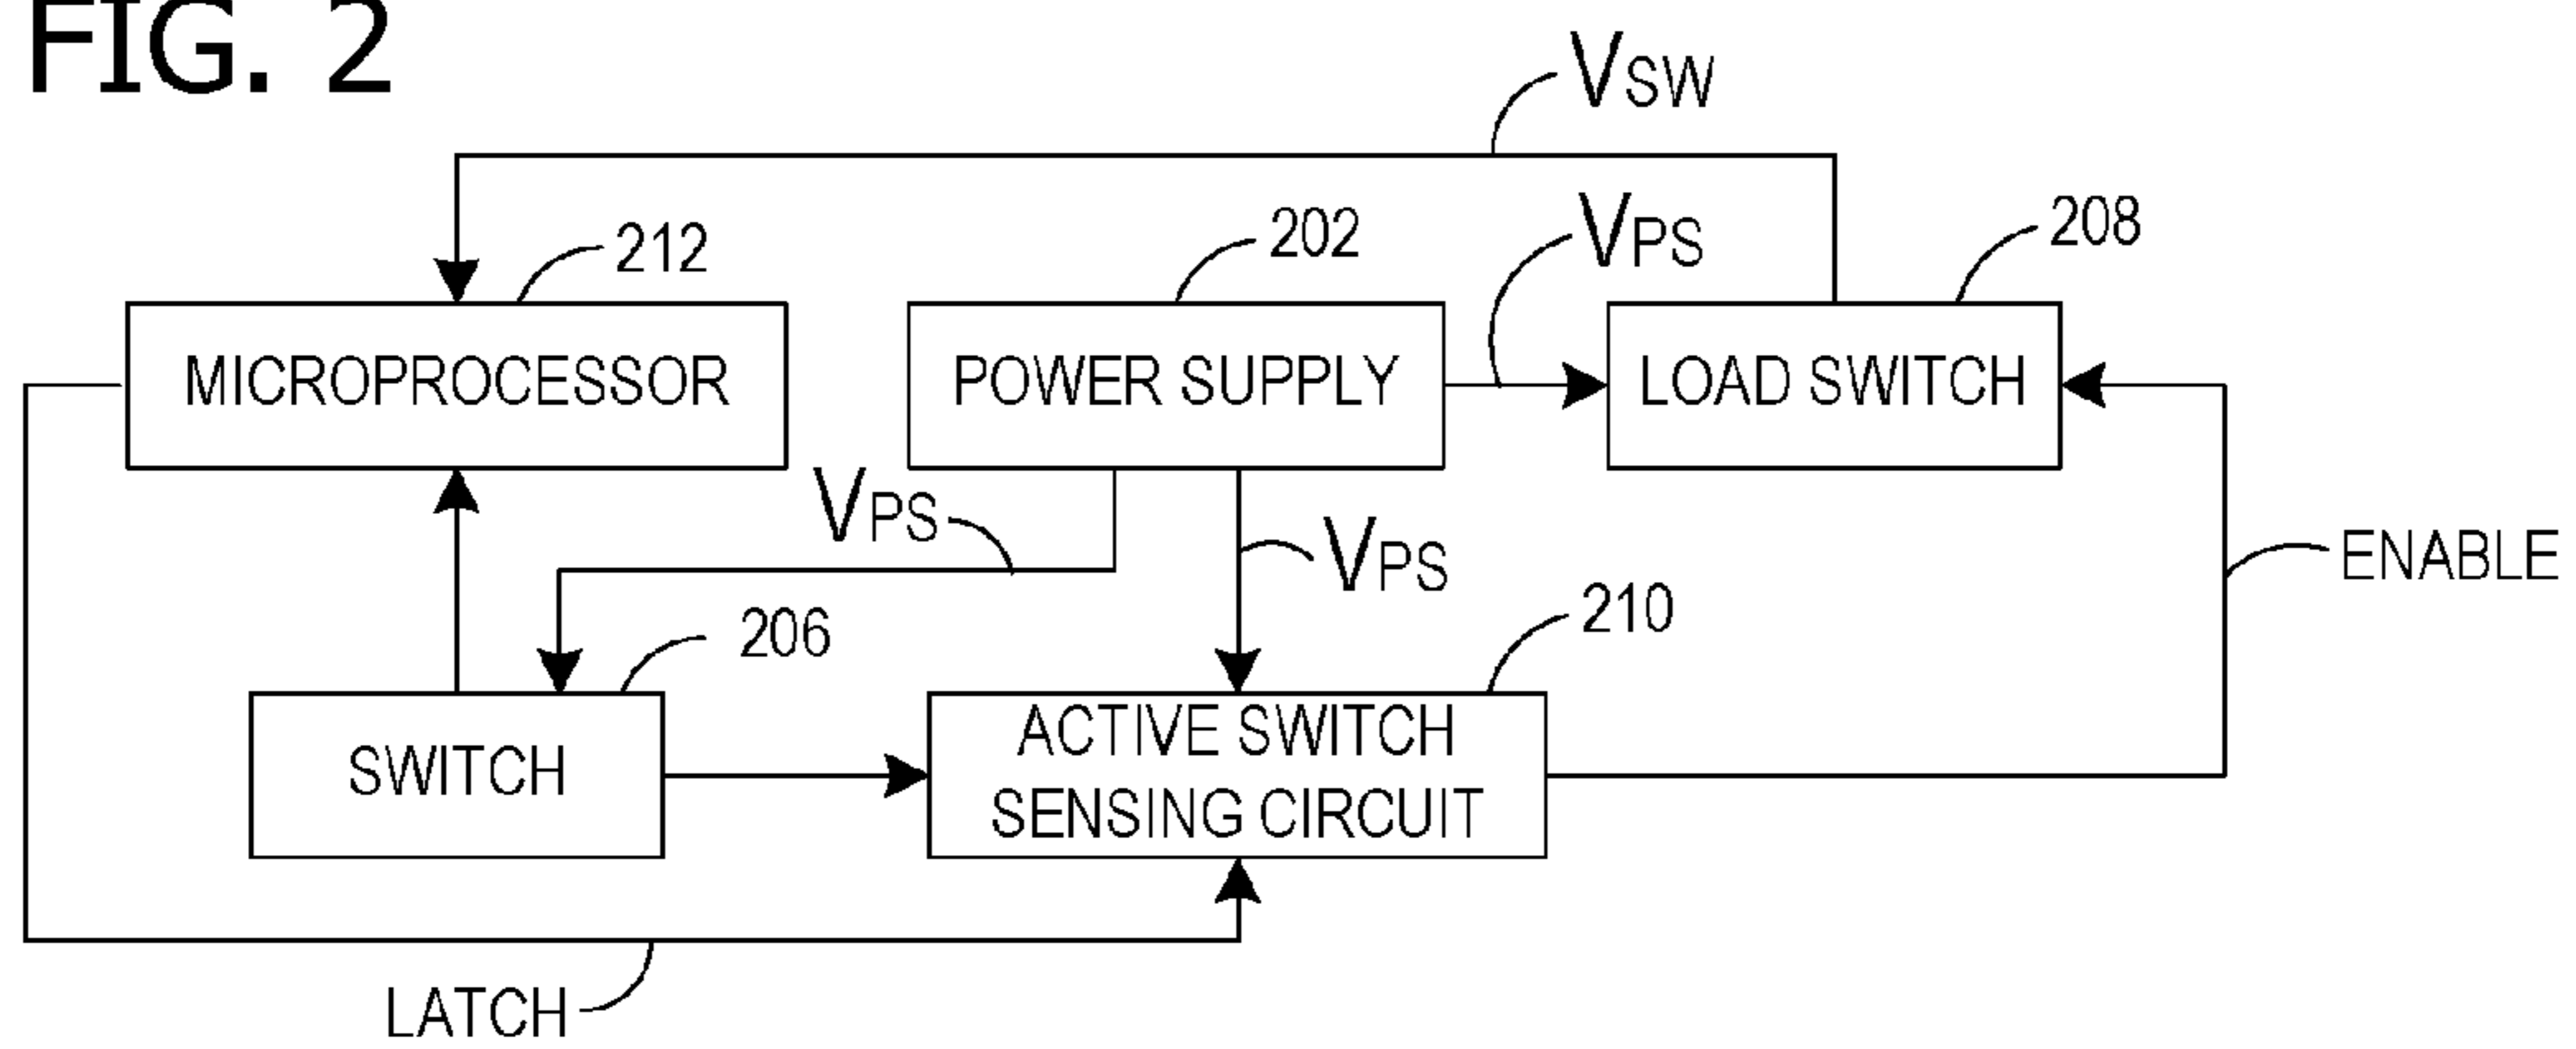 FIG. 2
VSW
212
202
VPS
208
MICROPROCESSOR
POWER SUPPLY
LOAD SWITCH
VPS
VPS
ENABLE
206
210
SWITCH
ACTIVE SWITCH
SENSING CIRCUIT
LATCH